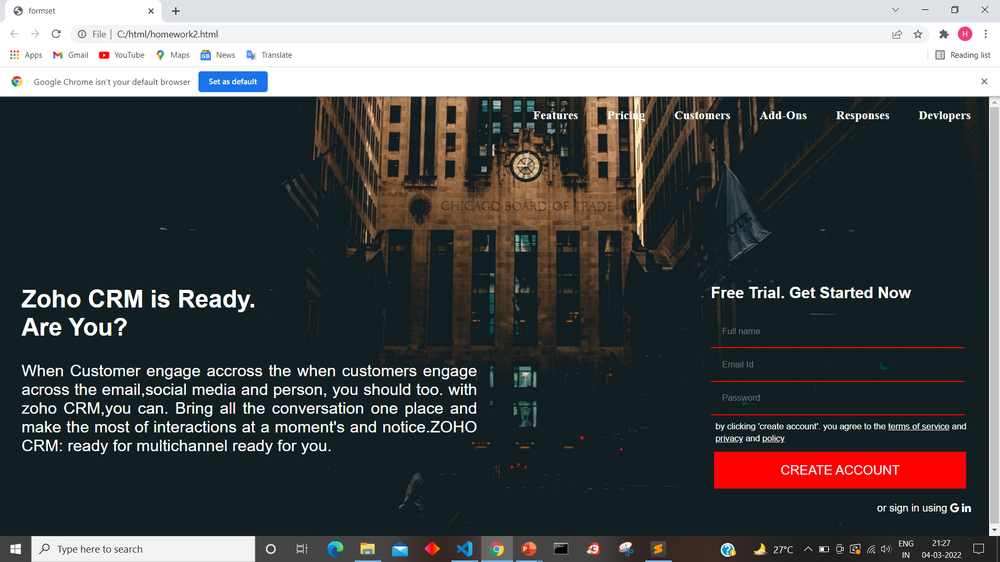 formset
File
C:/html/homework2.html
H
Apps
Gmail
YouTube
Maps
News
Translate
Reading list
Google Chrome isn't your default browser
Set as default
Features
Pricing
Customers
Add-Ons
Responses
Devlopers
CHICAGO BOARD OF TRADE
Zoho CRM is Ready.
Are You?
When Customer engage accross the when customers engage
across the email,social media and person, you should too. with
zoho CRM,you can. Bring all the conversation one place and
make the most of interactions at a moment's and notice.ZOHO
CRM: ready for multichannel ready for you.
Free Trial. Get Started Now
Full name
Email Id
Password
by clicking 'create account'. you agree to the terms of service and
privacy and policy
CREATE ACCOUNT
or sign in using G in
Type here to search
27°C
ENG
IN
21:27
04-03-2022